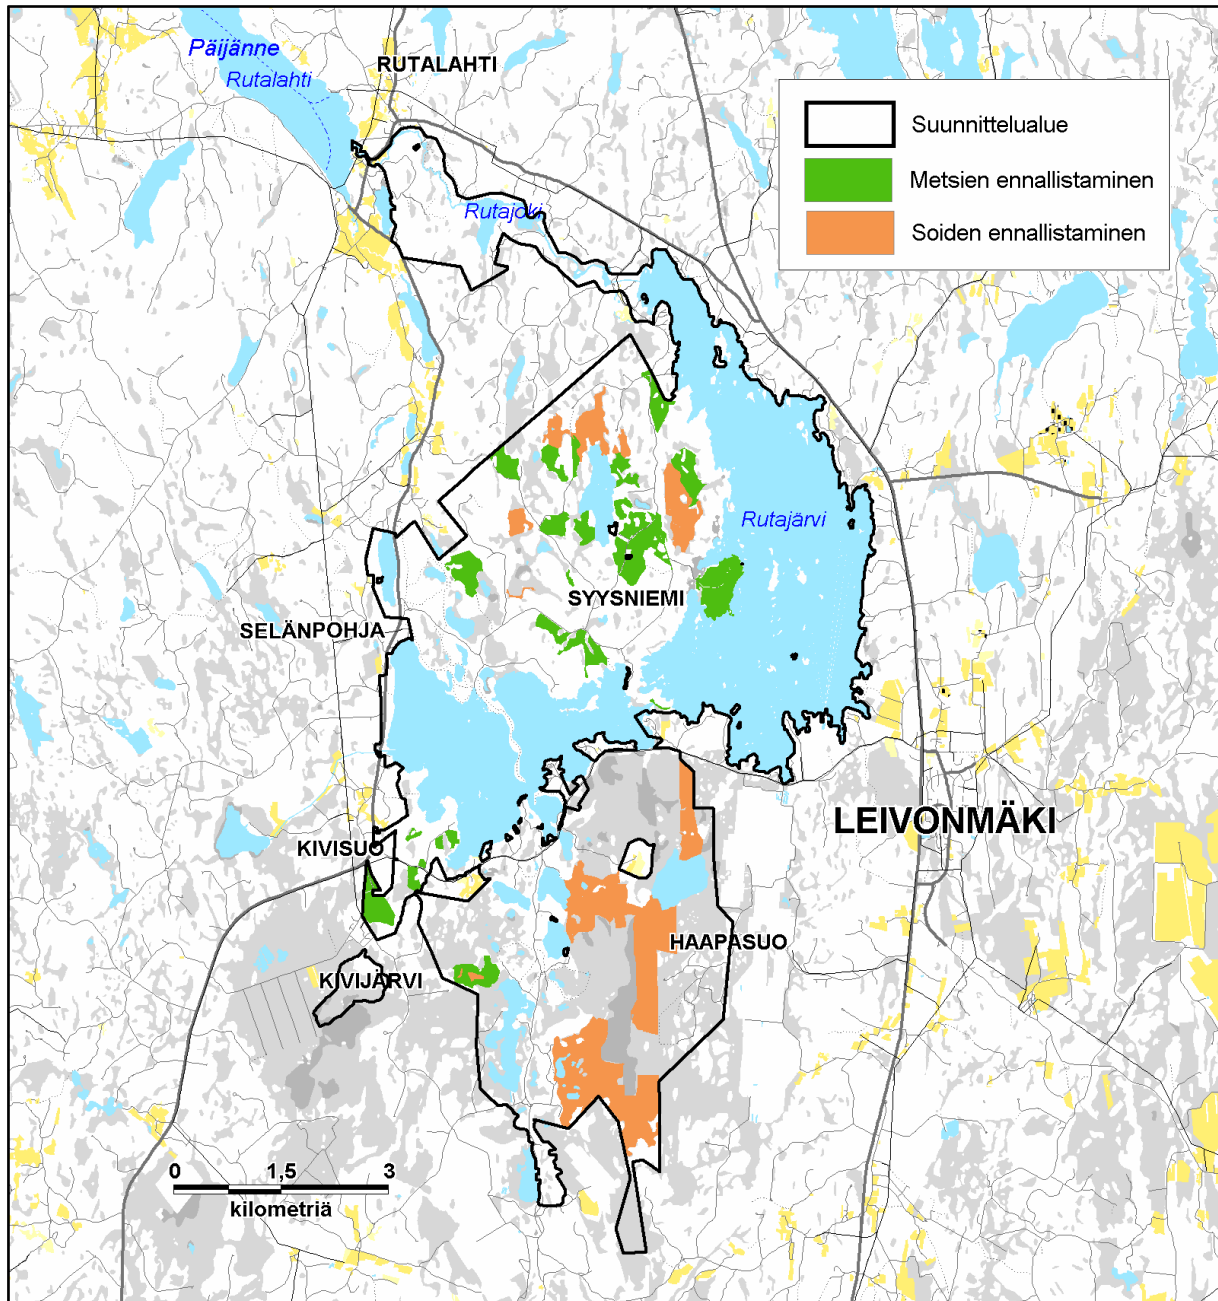 Päijänne
Rutalahti
RUTALAHTI
Suunnittelualue
Metsien ennallistaminen
Soiden ennallistaminen
Rutajoki
Rutajärvi
SYYSNIEMI
SELÄNPOHJA
LEIVONMÄKI
KIVISUO
HAAPASUO
KIVIJÄRVI
0 1,5 3
kilometriä